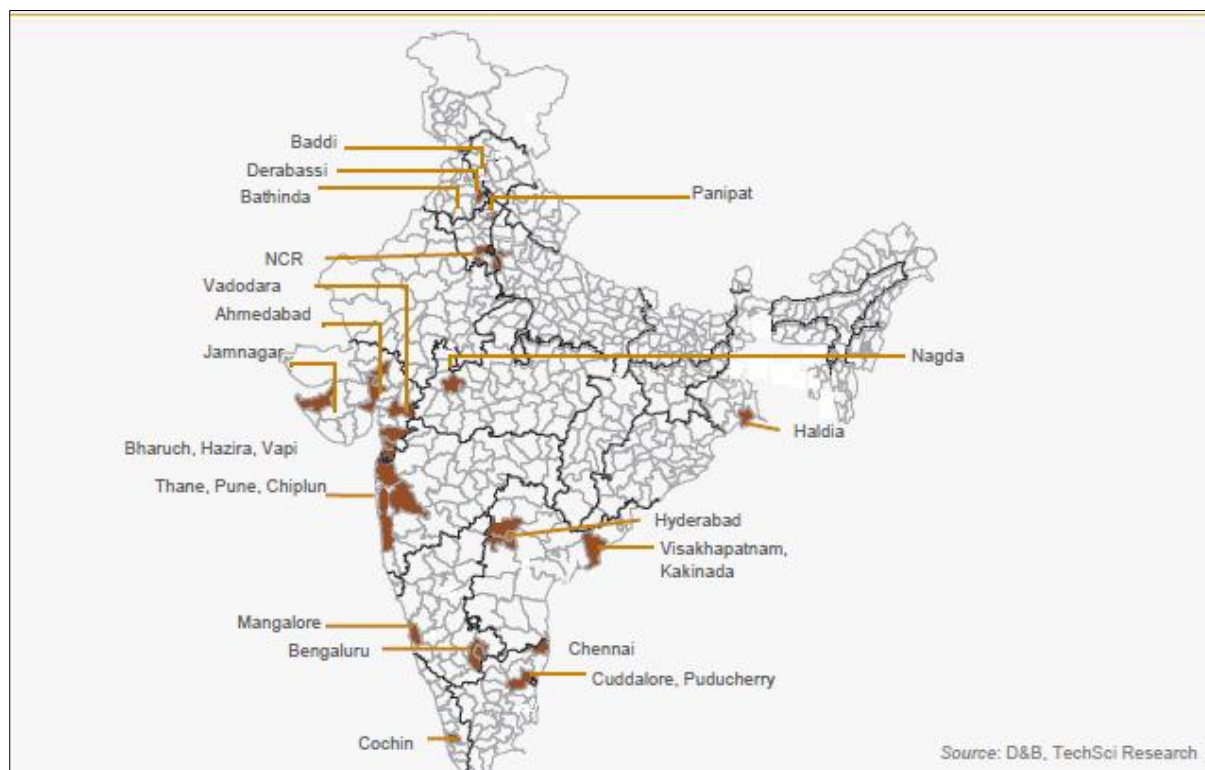 Baddi
Derabassi
Bathinda
Panipat
NCR
Vadodara
Ahmedabad
Jamnagar
Nagda
Haldia
Bharuch, Hazira, Vapi
Thane, Pune, Chiplun
Hyderabad
Visakhapatnam,
Kakinada
Mangalore
Bengaluru
Chennai
Cuddalore, Puducherry
Cochin
Source: D&B, TechSci Research